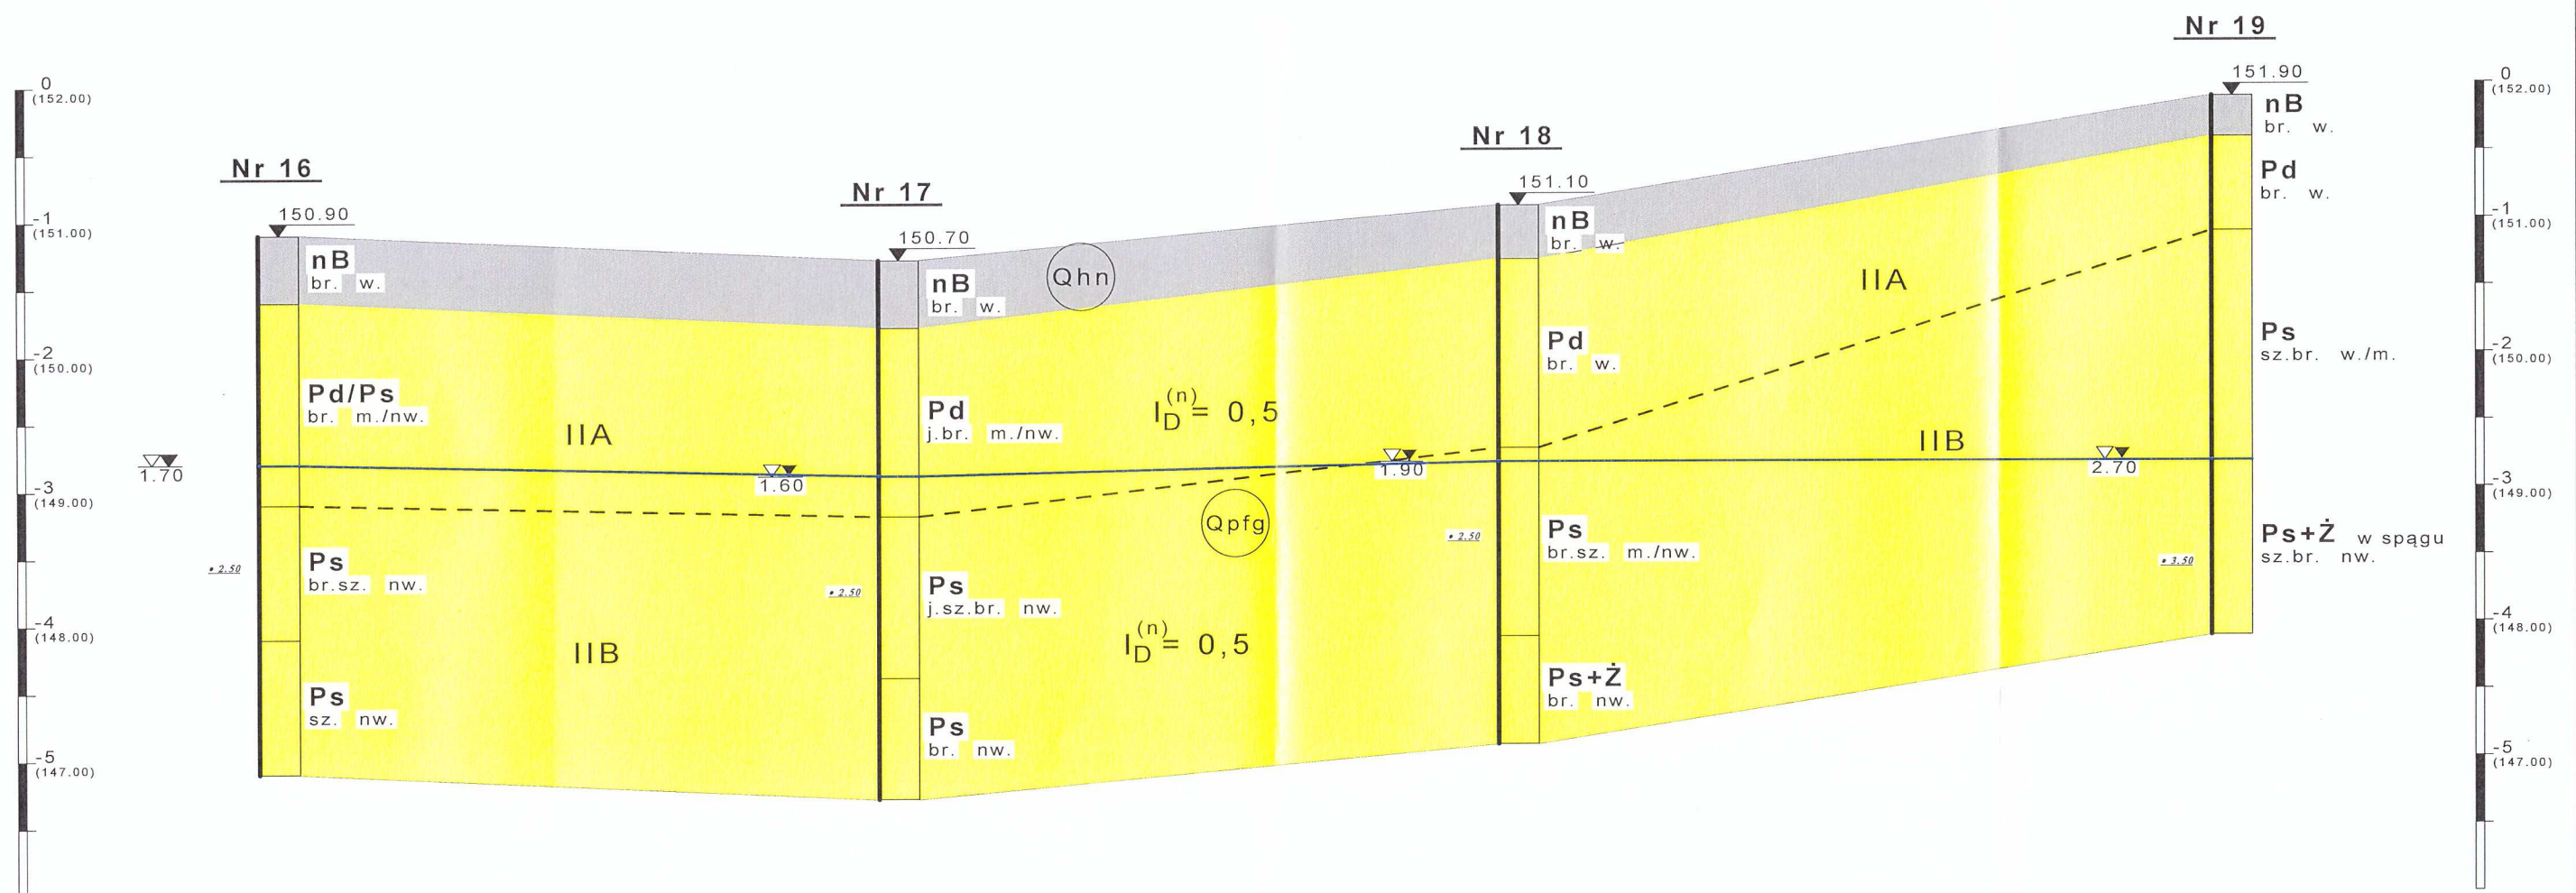 Nr 19
151.90
0
(152.00)
0
(152.00)
nB
br. w.
Nr 18
151.10
Nr 16
150.90
Nr 17
150.70
Pd
br. w.
-1
(151.00)
-1
(151.00)
nB
br. w.
nB
br. w.
nB
br. w.
Qhn
IIA
Ps
sz.br. w./m.
-2
(150.00)
-2
(150.00)
Pd
br. w.
Pd/Ps
br. m./nw.
IIA
Pd
j.br. m./nw.
I_D^(n) = 0,5
IIB
1.70
1.60
1.90
2.70
-3
(149.00)
-3
(149.00)
Qpfg
2.50
Ps
br.sz. m./nw.
3.50
Ps+Ż w spągu
sz.br. nw.
2.50
Ps
br.sz. nw.
2.50
Ps
j.sz.br. nw.
-4
(148.00)
-4
(148.00)
IIB
I_D^(n) = 0,5
Ps+Ż
br. nw.
Ps
sz. nw.
Ps
br. nw.
-5
(147.00)
-5
(147.00)